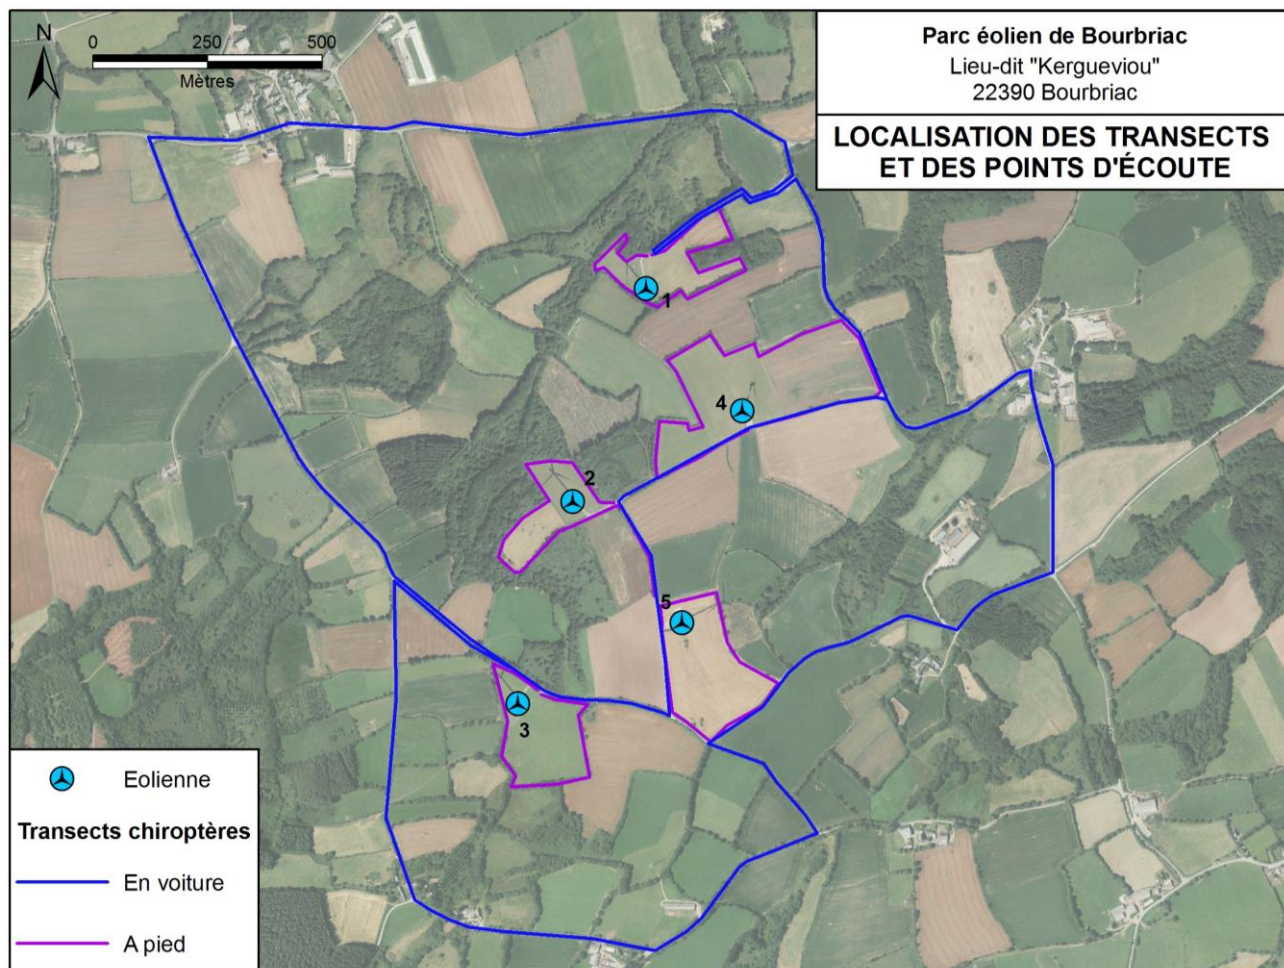 N
0 250 500
Mètres
Parc éolien de Bourbriac
Lieu-dit "Kergueviou"
22390 Bourbriac
LOCALISATION DES TRANSECTS
ET DES POINTS D'ÉCOUTE
1
4
2
5
3
Eolienne
Transects chiroptères
En voiture
A pied